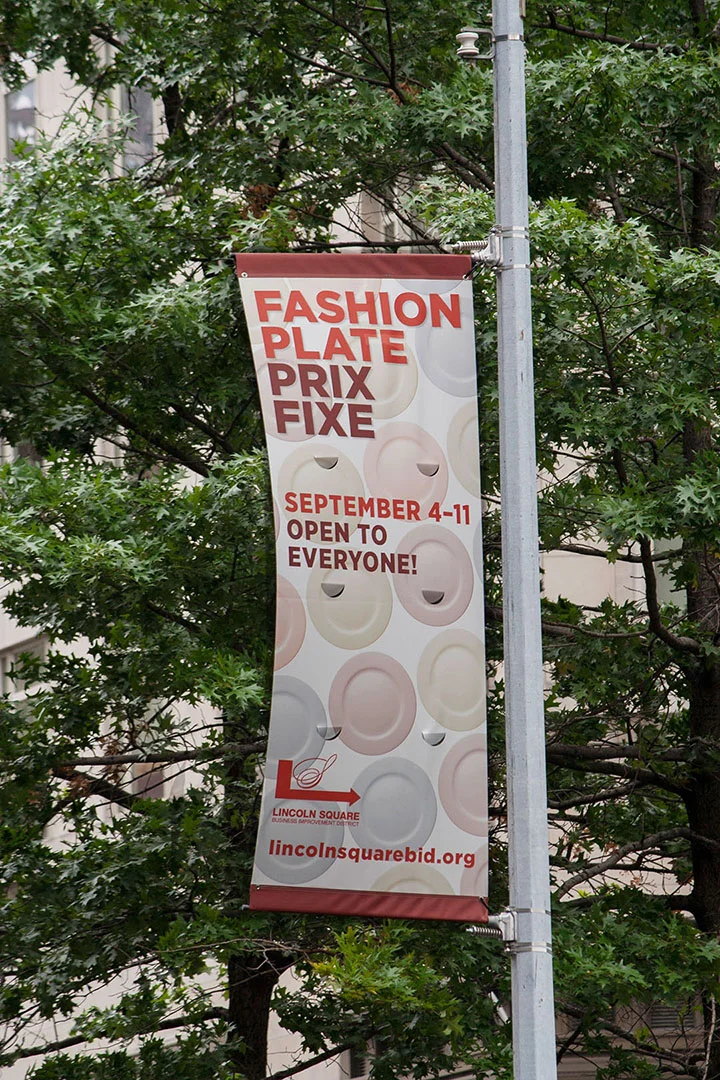 FASHION
PLATE
PRIX
FIXE
SEPTEMBER 4-11
OPEN TO
EVERYONE!
LINCOLN SQUARE
BUSINESS IMPROVEMENT DISTRICT
lincolnsquarebid.org